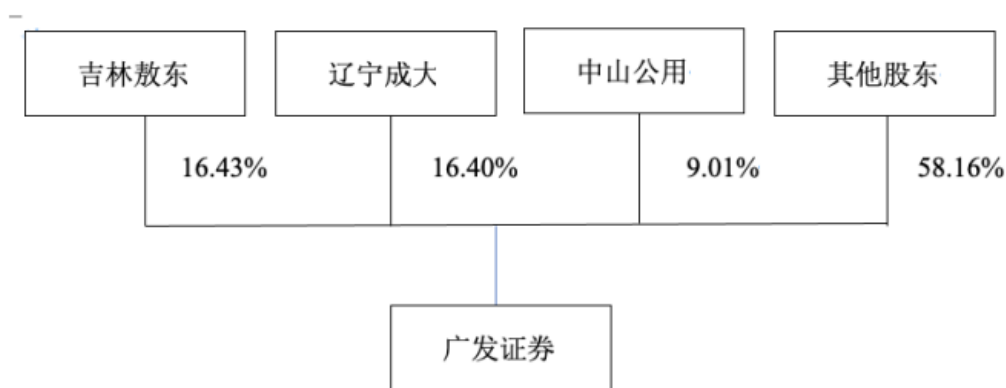 吉林敖东
辽宁成大
中山公用
其他股东
16.43%
16.40%
9.01%
58.16%
广发证券